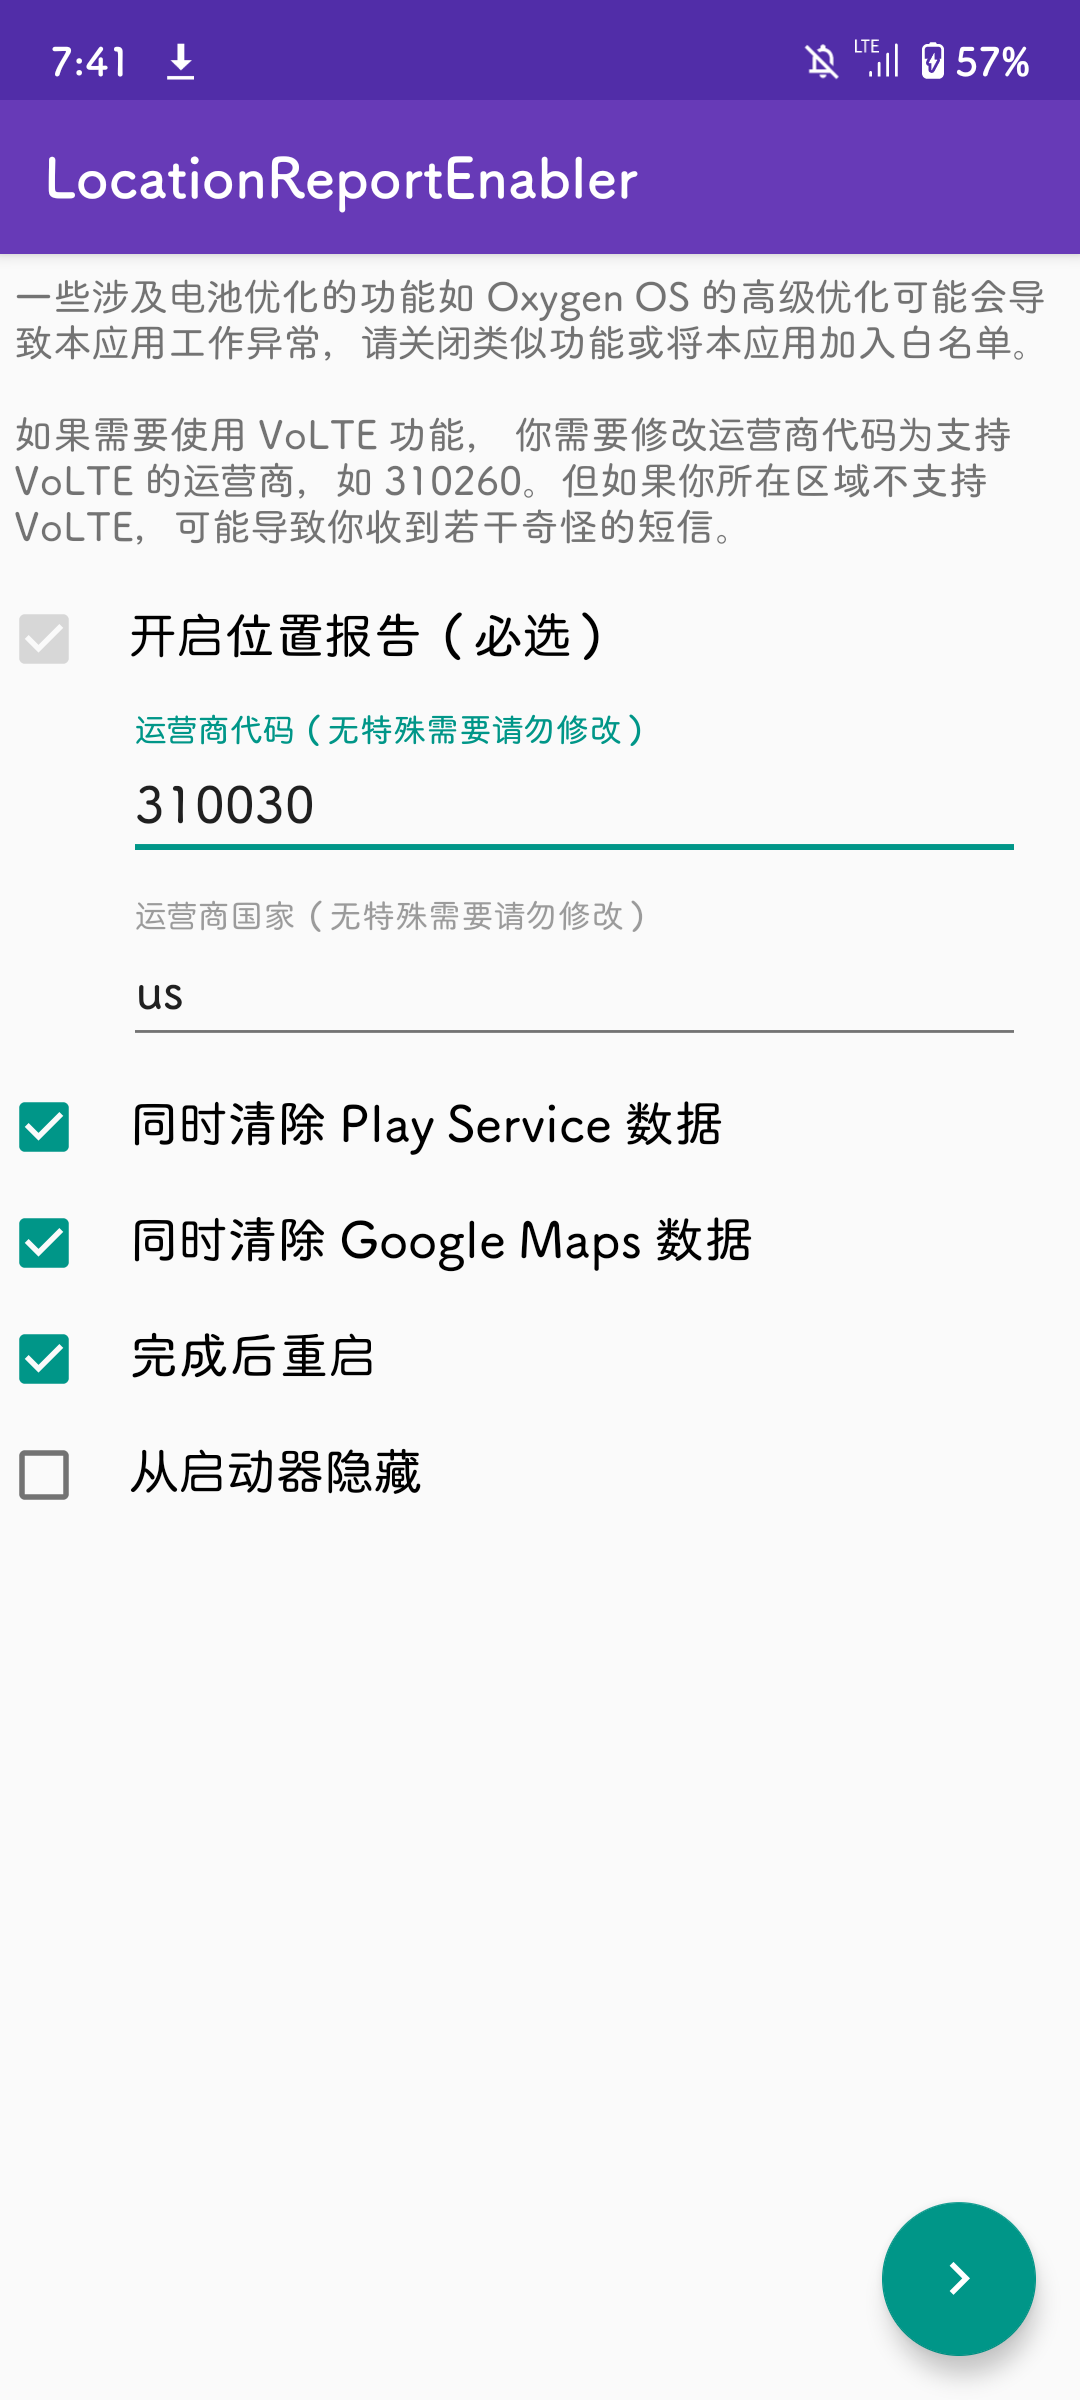 7:41
LTE
57%
LocationReportEnabler
一些涉及电池优化的功能如 Oxygen OS 的高级优化可能会导
致本应用工作异常，请关闭类似功能或将本应用加入白名单。
如果需要使用 VoLTE 功能， 你需要修改运营商代码为支持
VoLTE 的运营商，如 310260。但如果你所在区域不支持
VoLTE，可能导致你收到若干奇怪的短信。
开启位置报告（必选）
运营商代码（无特殊需要请勿修改）
310030
运营商国家（无特殊需要请勿修改）
us
同时清除 Play Service 数据
同时清除 Google Maps 数据
完成后重启
从启动器隐藏